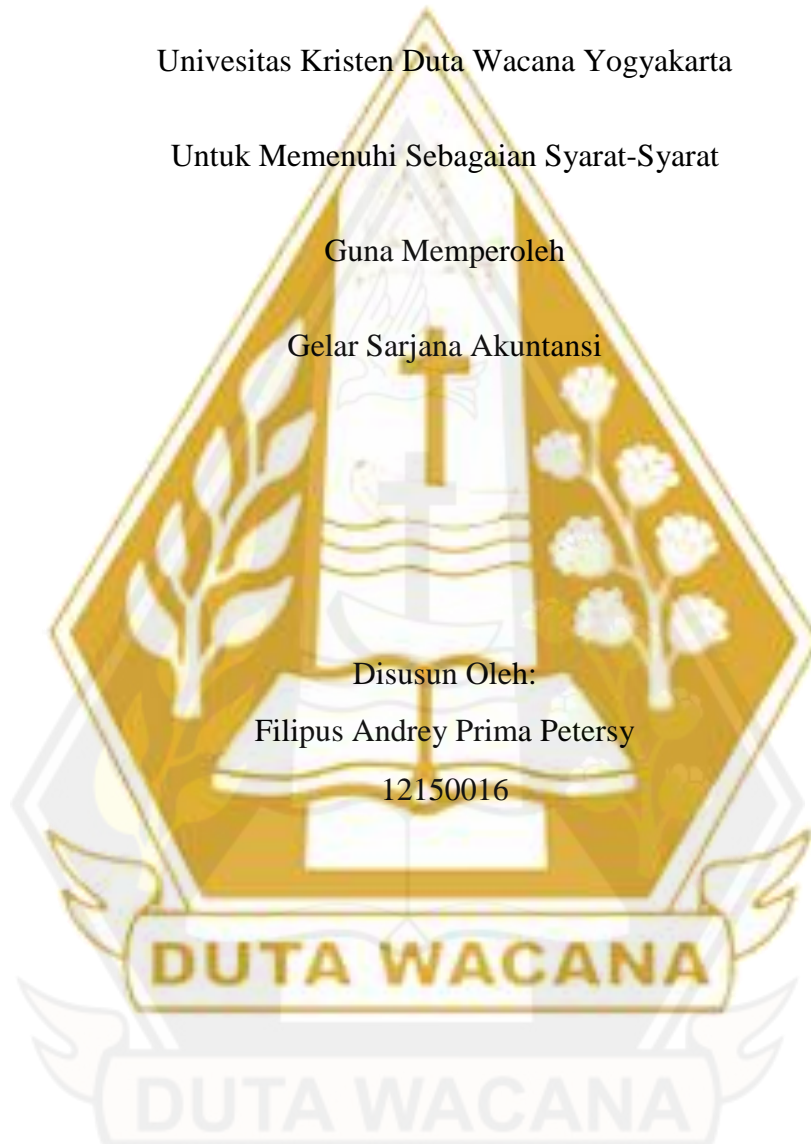 Univesitas Kristen Duta Wacana Yogyakarta
Untuk Memenuhi Sebagaian Syarat-Syarat
Guna Memperoleh
Gelar Sarjana Akuntansi
Disusun Oleh:
Filipus Andrey Prima Petersy
12150016
DUTA WACANA
DUTA WACANA